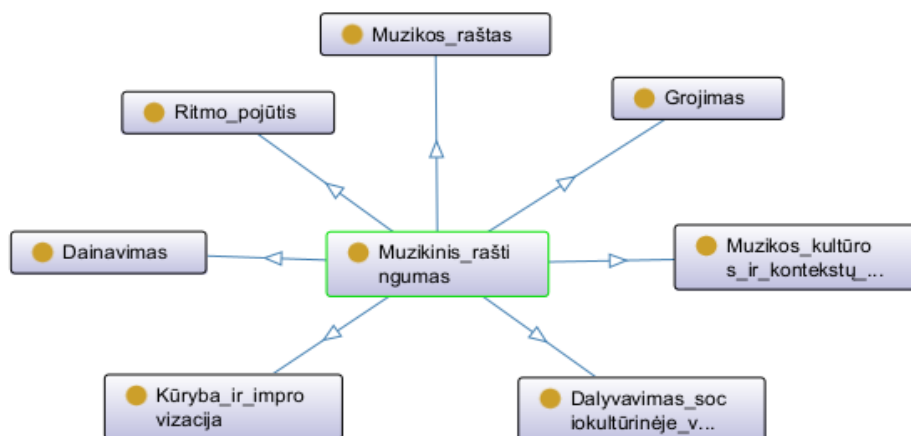 Muzikos_raštas
Grojimas
Ritmo_pojūtis
Dainavimas
Muzikinis_rašti
ngumas
Muzikos_kultūro
s_ir_kontekstų_...
Kūryba_ir_impro
vizacija
Dalyvavimas_soc
iokultūrinėje_v...